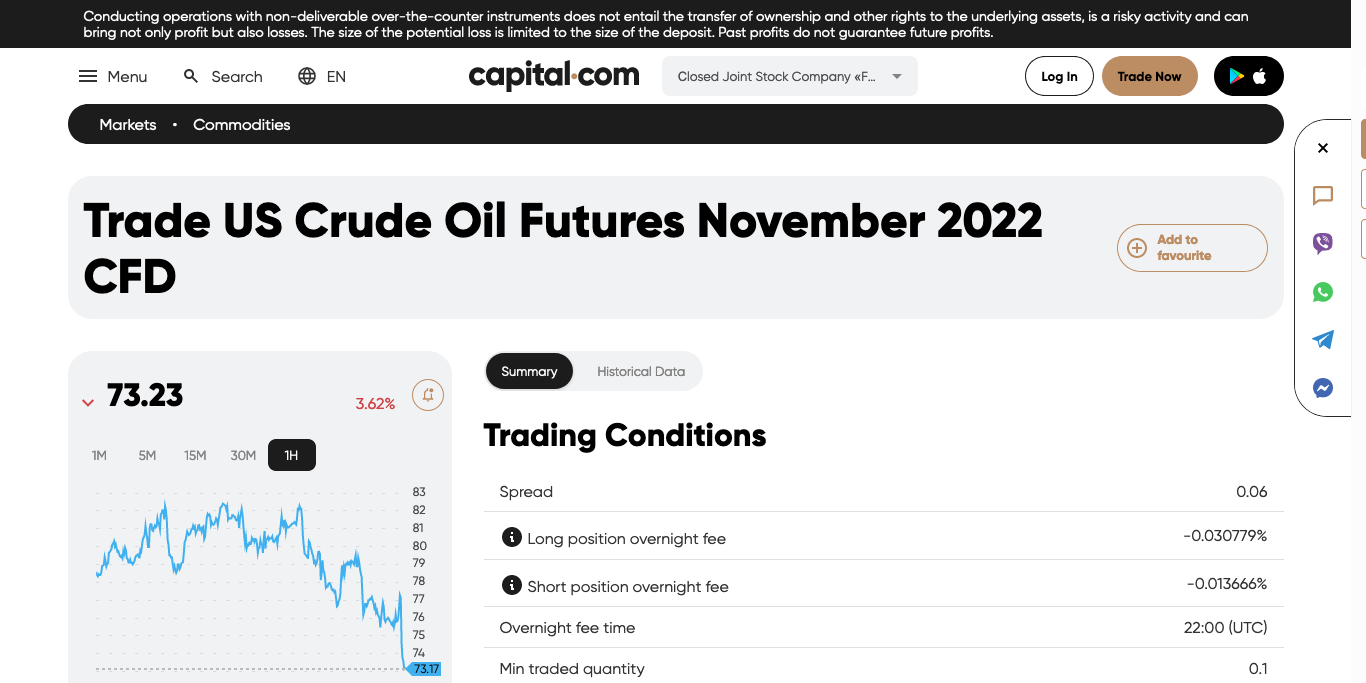 Conducting operations with non-deliverable over-the-counter instruments does not entail the transfer of ownership and other rights to the underlying assets, is a risky activity and can
bring not only profit but also losses. The size of the potential loss is limited to the size of the deposit. Past profits do not guarantee future profits.
Menu Search EN capital.com Closed Joint Stock Company «F... Log In Trade Now
Markets • Commodities
Trade US Crude Oil Futures November 2022
CFD
Add to
favourite
73.23
3.62%
1M 5M 15M 30M 1H
83
82
81
80
79
78
77
76
75
74
73.17
Summary Historical Data
Trading Conditions
Spread 0.06
Long position overnight fee -0.030779%
Short position overnight fee -0.013666%
Overnight fee time 22:00 (UTC)
Min traded quantity 0.1